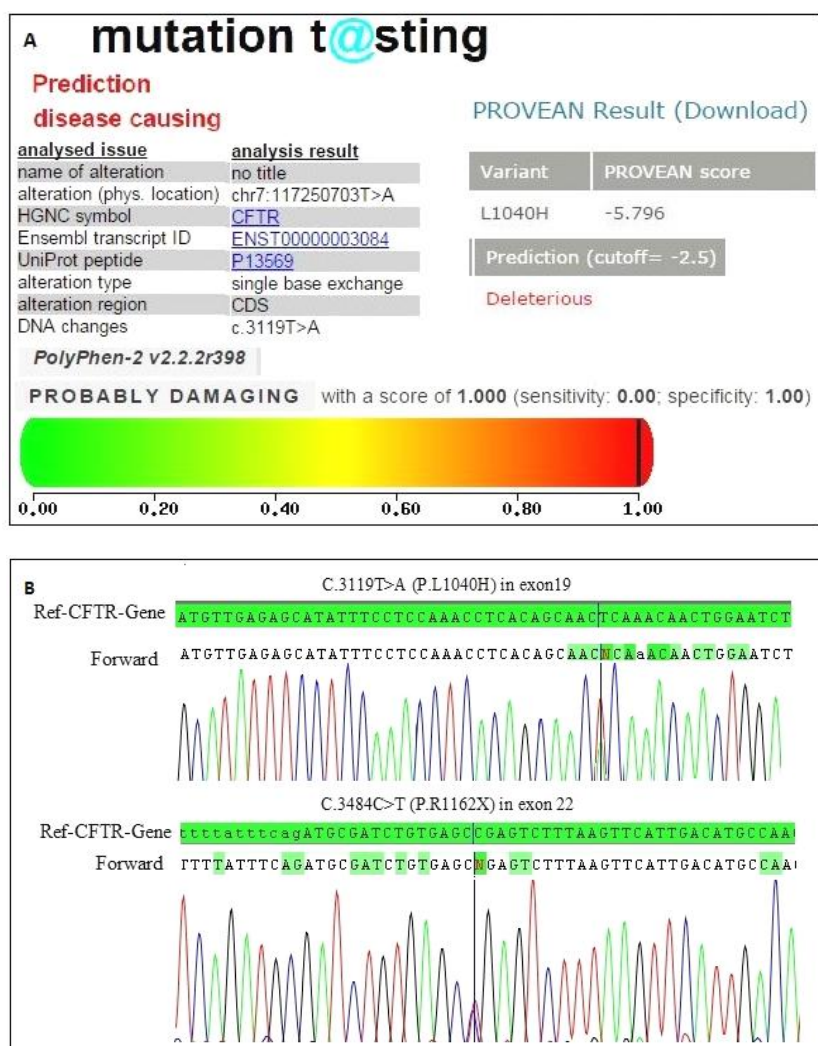 A mutation t@sting
Prediction
disease causing
analysed issue analysis result
name of alteration no title
alteration (phys. location) chr7:117250703T>A
HGNC symbol CFTR
Ensembl transcript ID ENST00000003084
UniProt peptide P13569
alteration type single base exchange
alteration region CDS
DNA changes c.3119T>A
PROVEAN Result (Download)
Variant PROVEAN score
L1040H -5.796
Prediction (cutoff= -2.5)
Deleterious
PolyPhen-2 v2.2.2r398
PROBABLY DAMAGING with a score of 1.000 (sensitivity: 0.00; specificity: 1.00)
0.00 0.20 0.40 0.60 0.80 1.00
B
C.3119T>A (P.L1040H) in exon19
Ref-CFTR-Gene ATGTTGAGAGCATATTTCCTCCAAACCTCACAGCAACTCAAACAACTGGAATCT
Forward ATGTTGAGAGCATATTTCCTCCAAACCTCACAGCAACNCAaACAACTGGAATCT
C.3484C>T (P.R1162X) in exon 22
Ref-CFTR-Gene ttttatttcagATGCGATCTGTGAGCCGAGTCTTTAAGTTCATTGACATGCCAAG
Forward TTTTATTTCAGATGCGATCTGTGAGCNGAGTCTTTAAGTTCATTGACATGCCAA